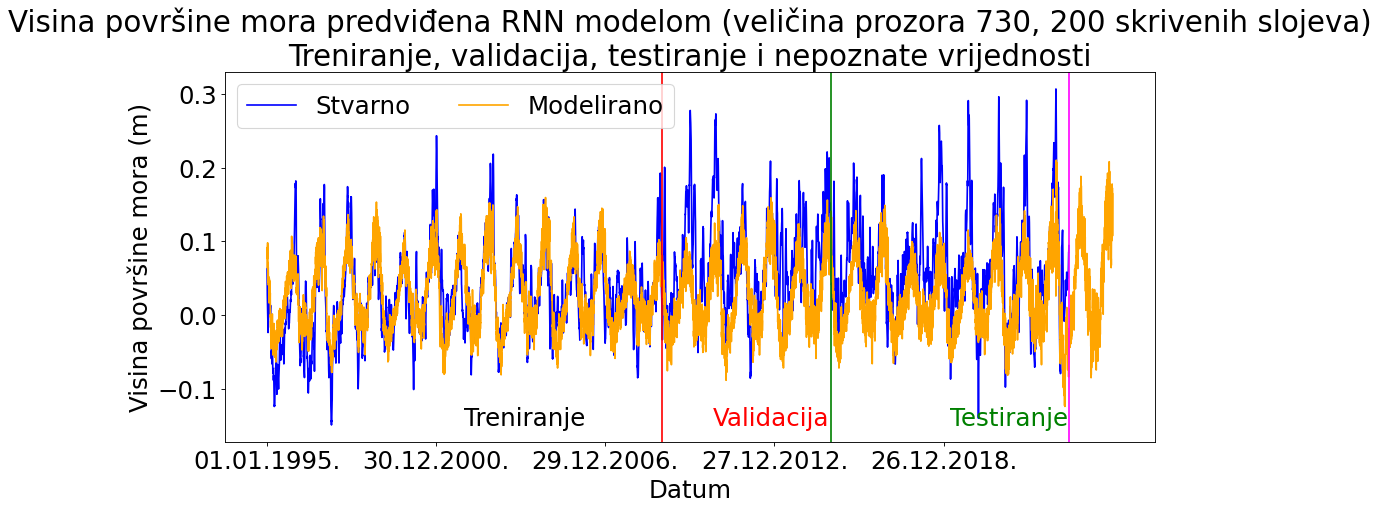 Visina površine mora predviđena RNN modelom (veličina prozora 730, 200 skrivenih slojeva)
Treniranje, validacija, testiranje i nepoznate vrijednosti
Stvarno Modelirano
Visina površine mora (m)
0.3
0.2
0.1
0.0
−0.1
Treniranje Validacija Testiranje
01.01.1995. 30.12.2000. 29.12.2006. 27.12.2012. 26.12.2018.
Datum